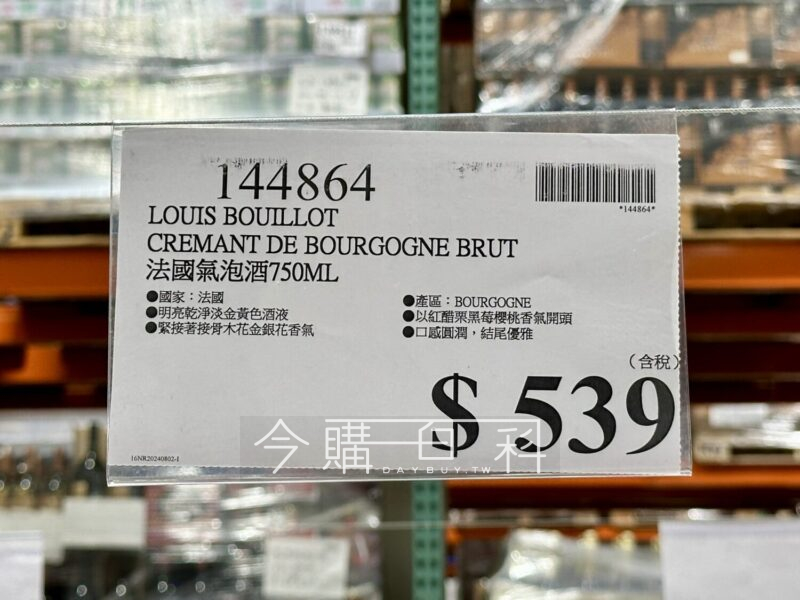 144864
*144864*
LOUIS BOUILLOT
CREMANT DE BOURGOGNE BRUT
法國氣泡酒750ML
●國家：法國
●明亮乾淨淡金黃色酒液
●緊接著接骨木花金銀花香氣
●產區：BOURGOGNE
●以紅醋栗黑莓櫻桃香氣開頭
●口感圓潤，結尾優雅
（含稅）
$ 539
16NR20240802-1
今購百科
1DAYBUY.TW